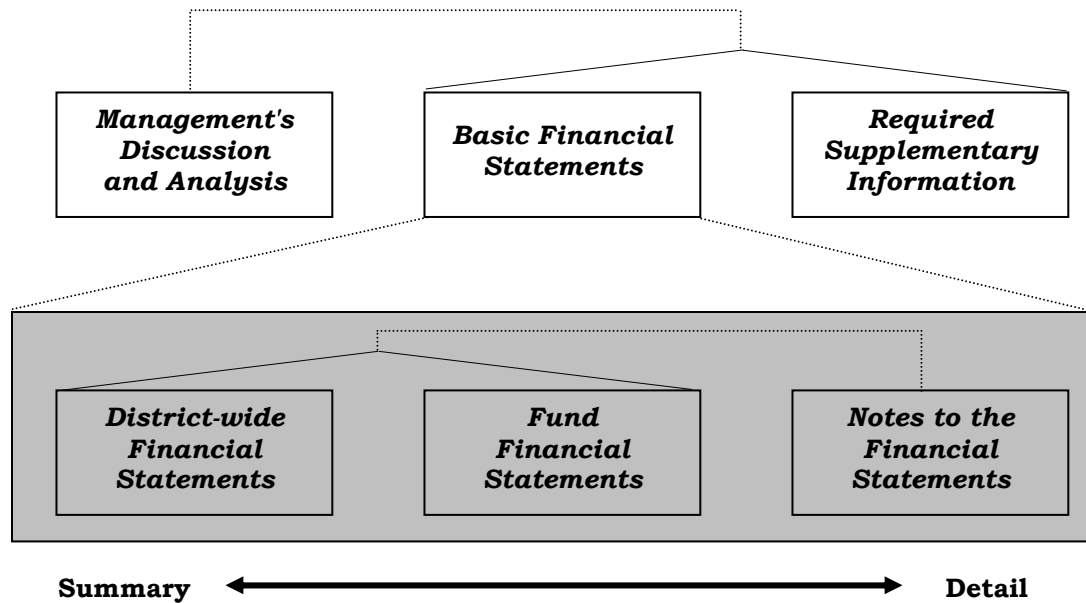 Management's
Discussion
and Analysis
Basic Financial
Statements
Required
Supplementary
Information
District-wide
Financial
Statements
Fund
Financial
Statements
Notes to the
Financial
Statements
Summary
Detail